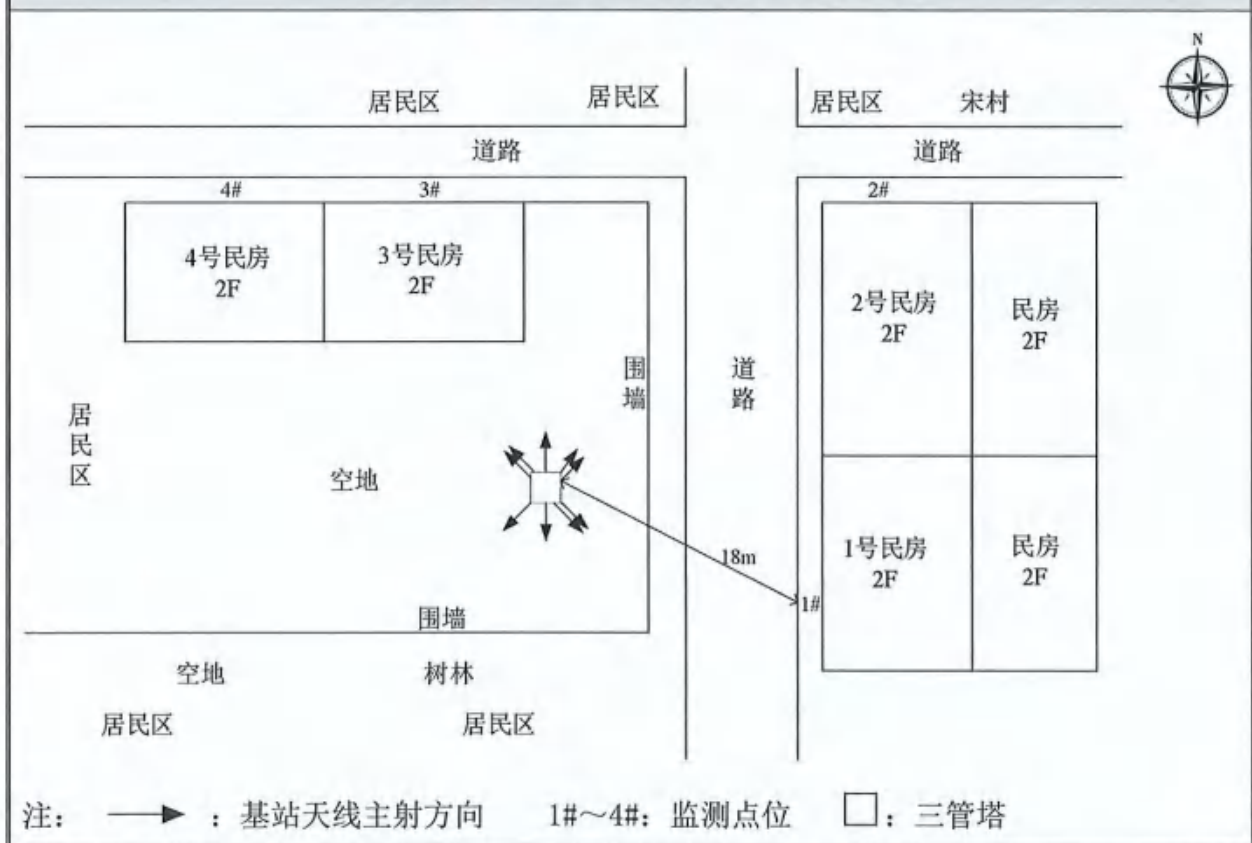 N
居民区
居民区
居民区
宋村
道路
道路
4#
3#
2#
4号民房
2F
3号民房
2F
2号民房
2F
民房
2F
围墙
道路
居民区
空地
18m
1#
1号民房
2F
民房
2F
围墙
空地
树林
居民区
居民区
注： ：基站天线主射方向 1#～4#：监测点位 ：三管塔